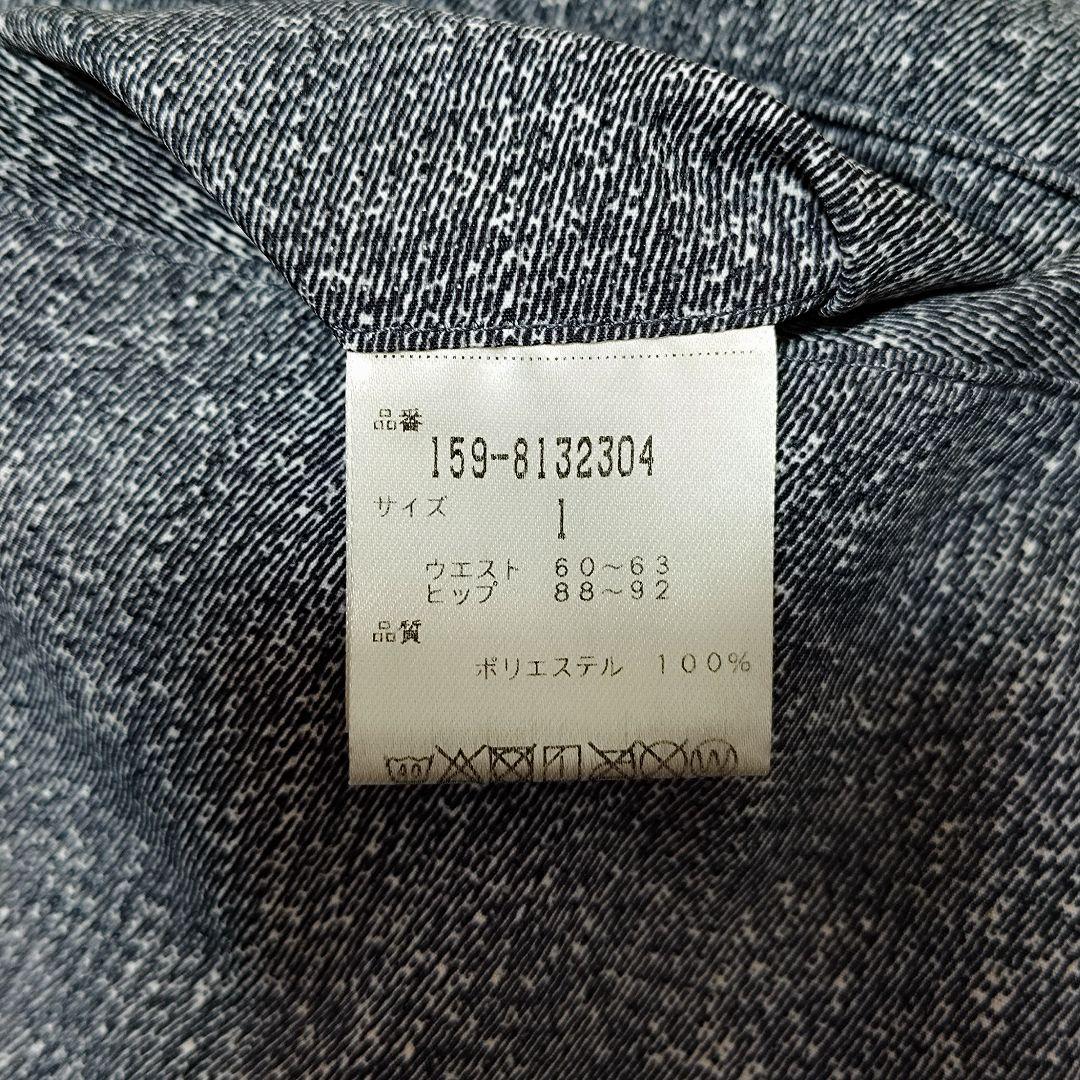 品番
159-8132304
サイズ 1
ウエスト 60~63
ヒップ 88~92
品質
ポリエステル 100%